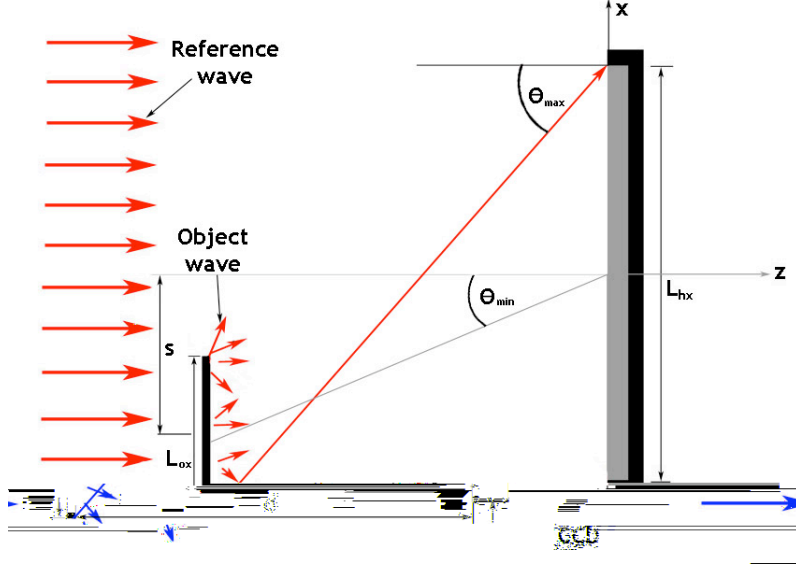 x
Reference
wave
θmax
Object
wave
z
θmin
Lhx
s
Lox